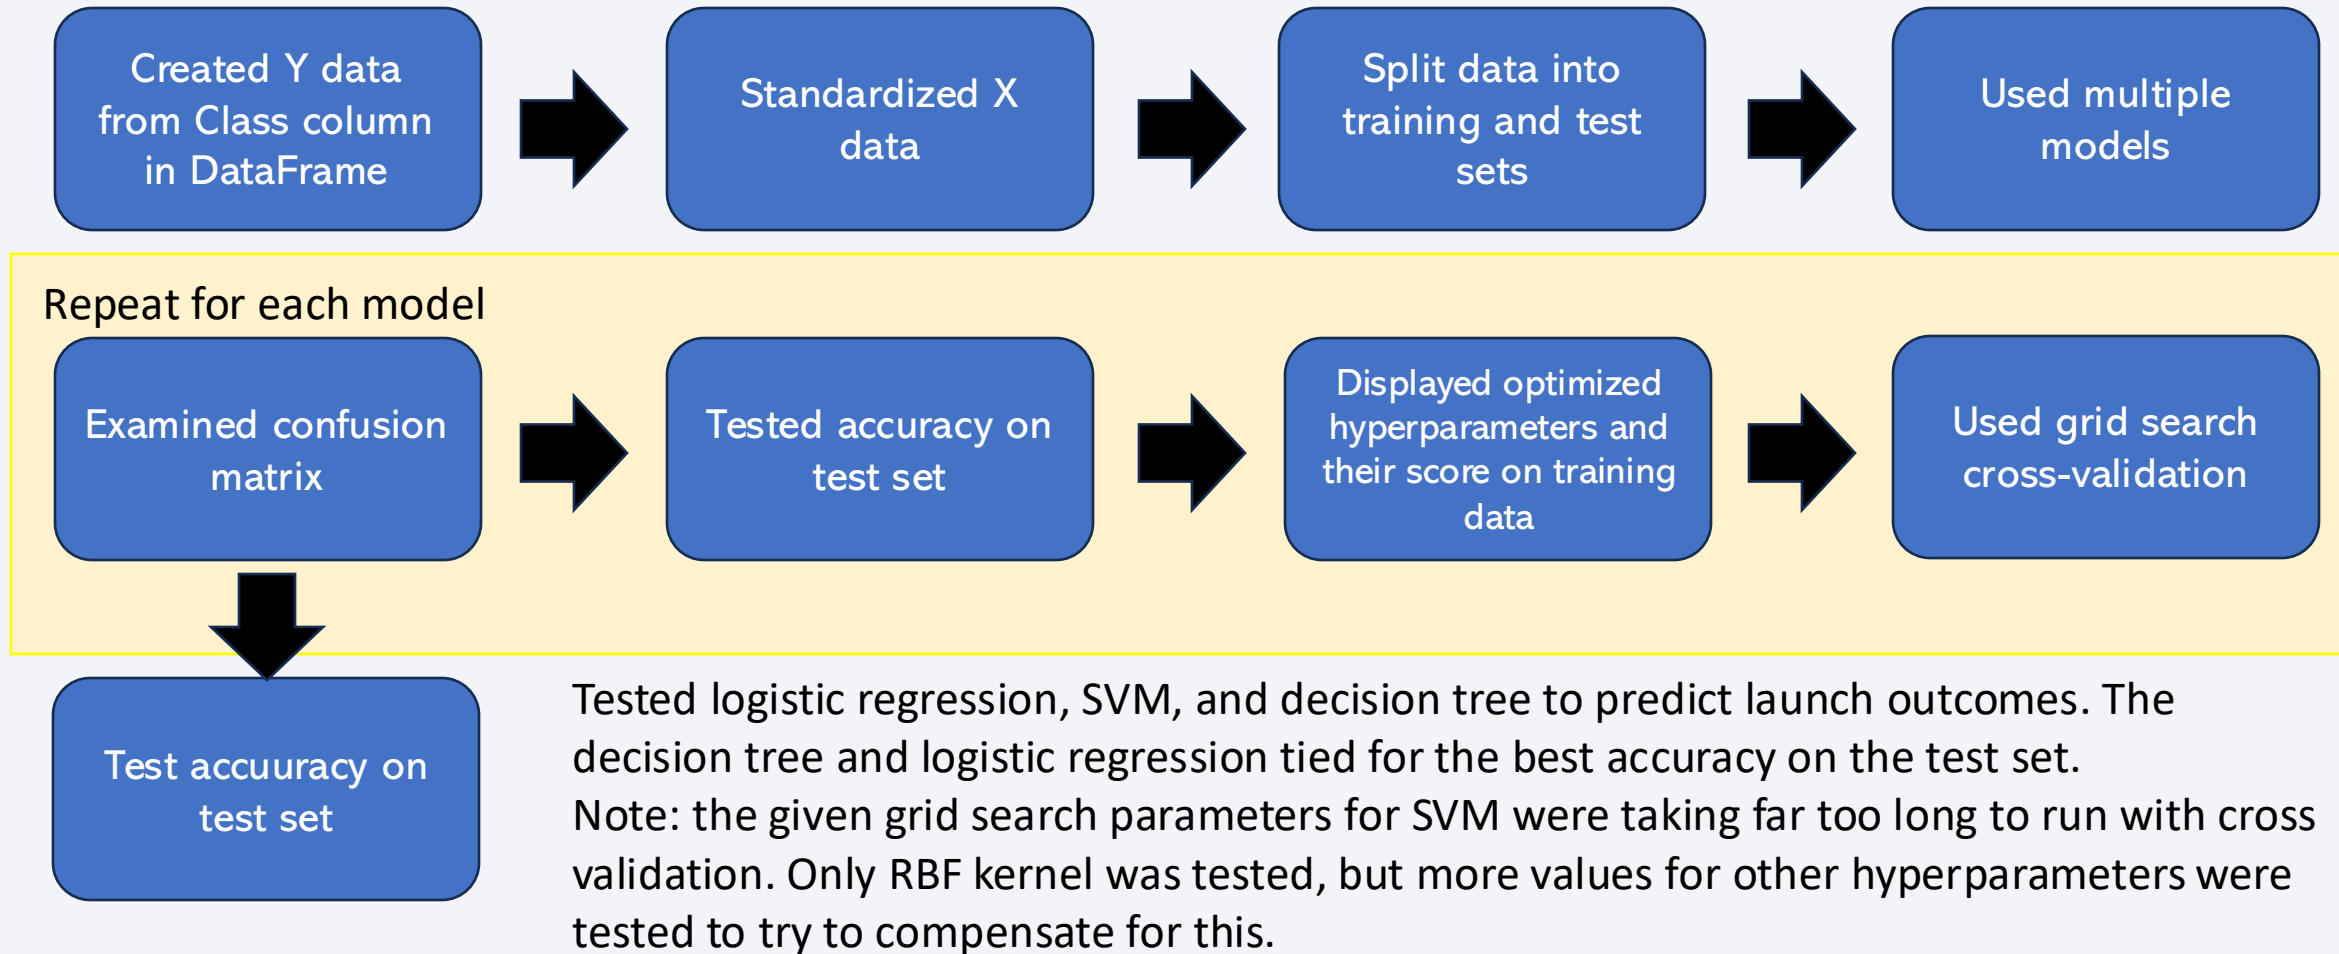 Created Y data
from Class column
in DataFrame
Standardized X
data
Split data into
training and test
sets
Used multiple
models
Repeat for each model
Examined confusion
matrix
Tested accuracy on
test set
Displayed optimized
hyperparameters and
their score on training
data
Used grid search
cross-validation
Test accuuracy on
test set
Tested logistic regression, SVM, and decision tree to predict launch outcomes. The
decision tree and logistic regression tied for the best accuracy on the test set.
Note: the given grid search parameters for SVM were taking far too long to run with cross
validation. Only RBF kernel was tested, but more values for other hyperparameters were
tested to try to compensate for this.